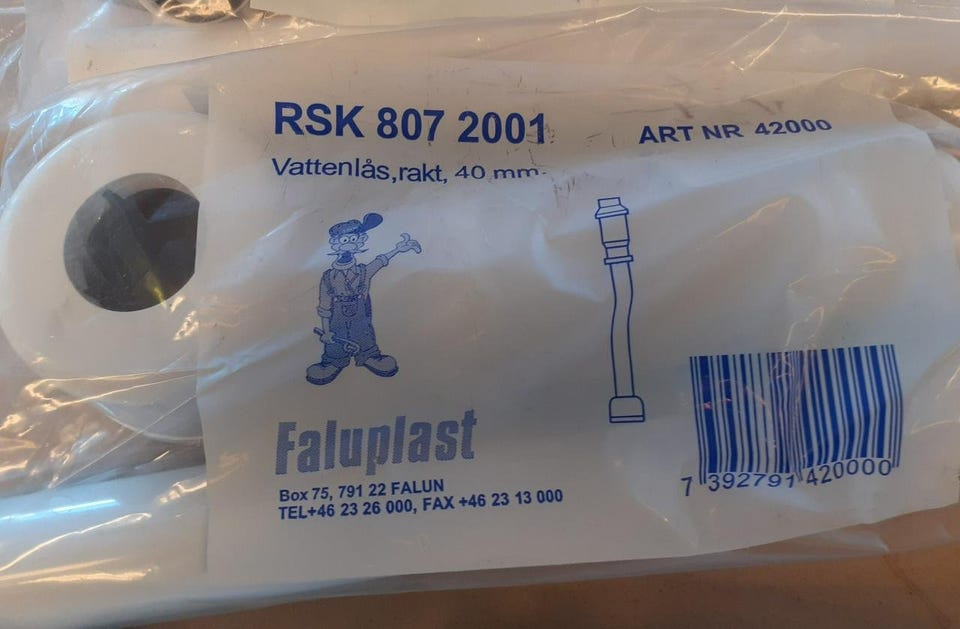 RSK 807 2001
ART NR 42000
Vattenlås,rakt, 40 mm.
Faluplast
Box 75, 791 22 FALUN
TEL+46 23 26 000, FAX +46 23 13 000
7 392791 420000